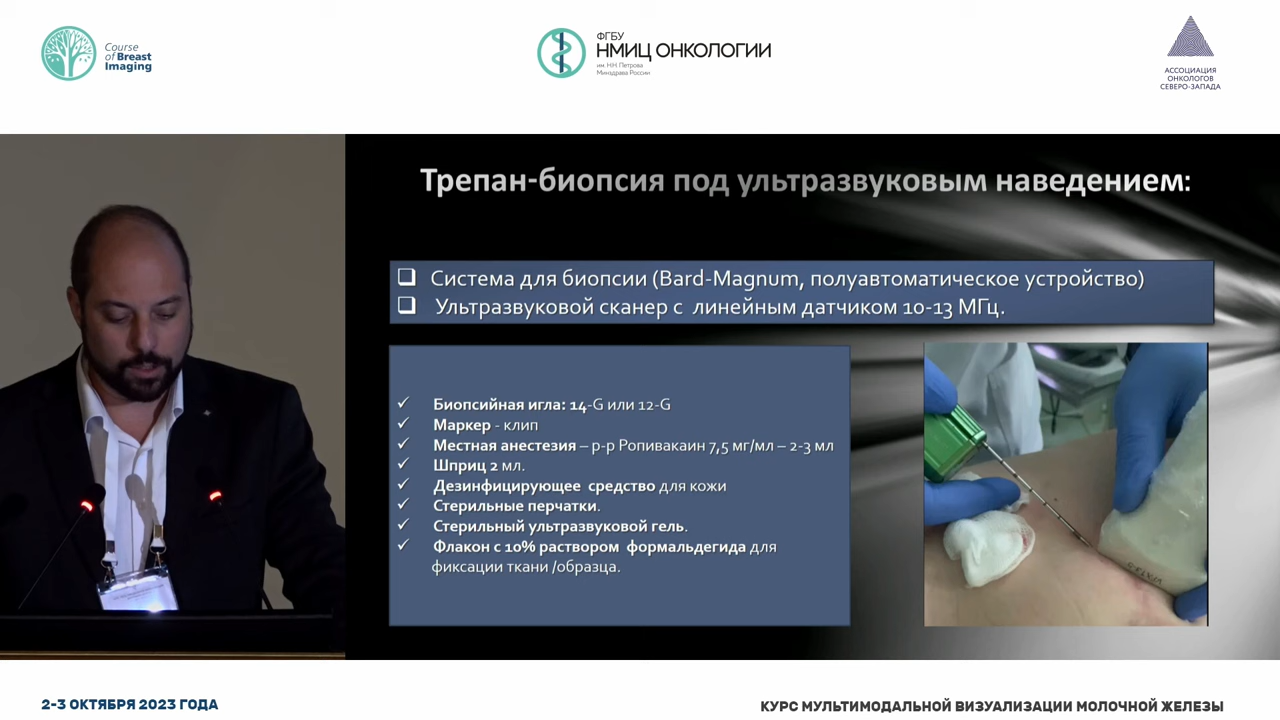 Course
of Breast
Imaging
ФГБУ
НМИЦ ОНКОЛОГИИ
им. Н.Н. Петрова
Минздрава России
АССОЦИАЦИЯ
ОНКОЛОГОВ
СЕВЕРО-ЗАПАДА
Трепан-биопсия под ультразвуковым наведением:
❑ Система для биопсии (Bard-Magnum, полуавтоматическое устройство)
❑ Ультразвуковой сканер с линейным датчиком 10-13 МГц.
✓ Биопсийная игла: 14-G или 12-G
✓ Маркер - клип
✓ Местная анестезия – р-р Ропивакаин 7,5 мг/мл – 2-3 мл
✓ Шприц 2 мл.
✓ Дезинфицирующее средство для кожи
✓ Стерильные перчатки.
✓ Стерильный ультразвуковой гель.
✓ Флакон с 10% раствором формальдегида для
фиксации ткани /образца.
2-3 ОКТЯБРЯ 2023 ГОДА
КУРС МУЛЬТИМОДАЛЬНОЙ ВИЗУАЛИЗАЦИИ МОЛОЧНОЙ ЖЕЛЕЗЫ